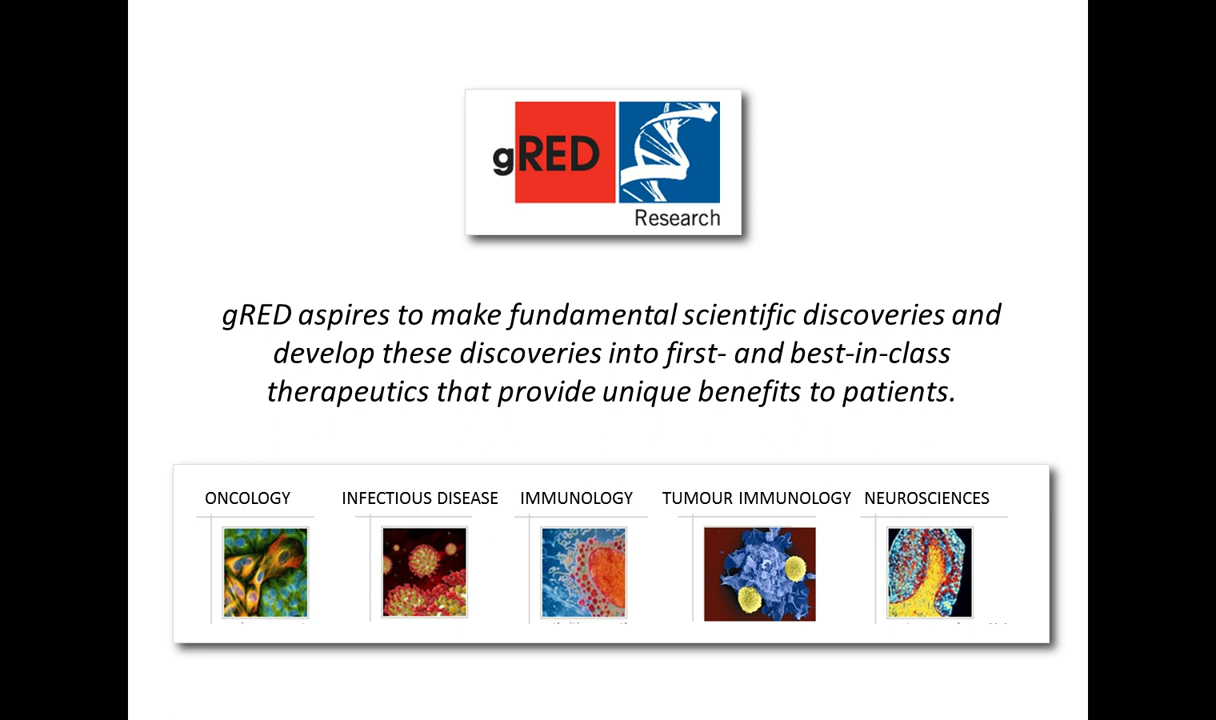 gRED
Research
gRED aspires to make fundamental scientific discoveries and
develop these discoveries into first- and best-in-class
therapeutics that provide unique benefits to patients.
ONCOLOGY INFECTIOUS DISEASE IMMUNOLOGY TUMOUR IMMUNOLOGY NEUROSCIENCES